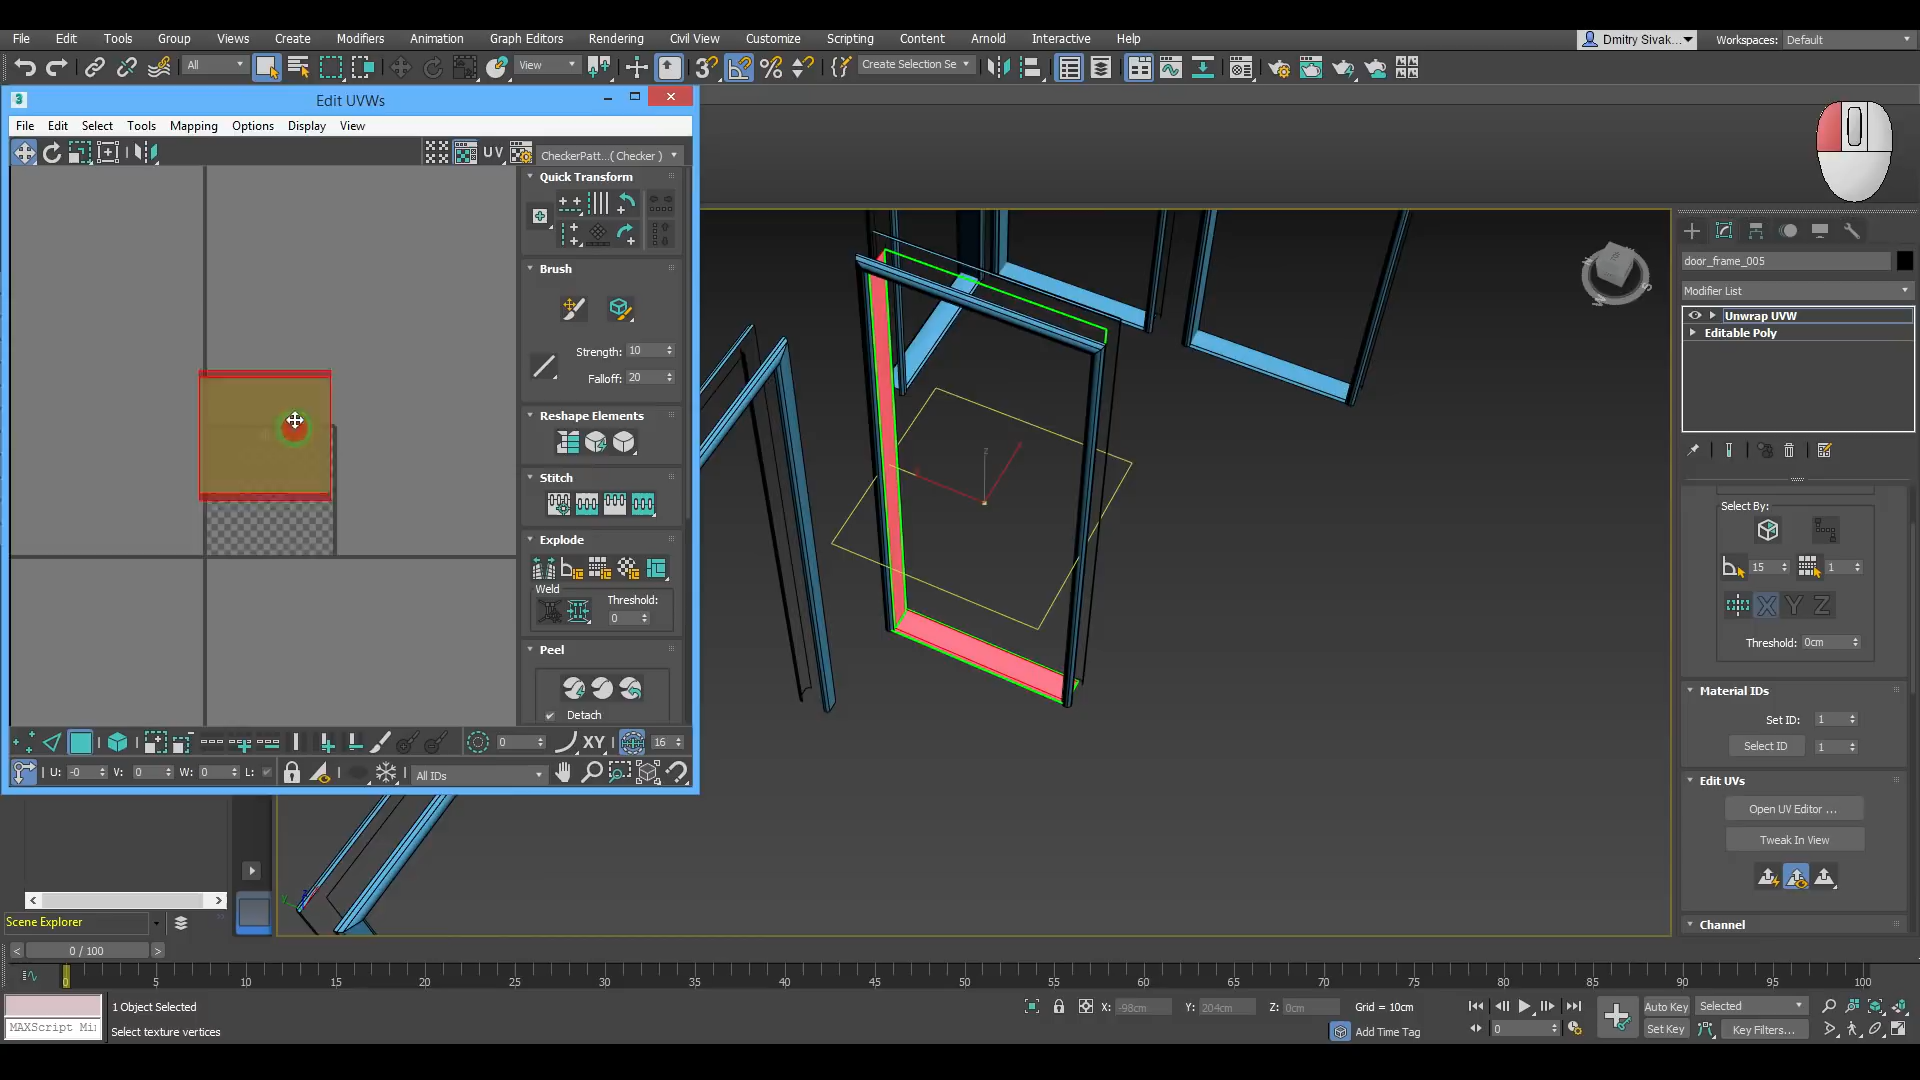 File Edit Tools Group Views Create Modifiers Animation Graph Editors Rendering Civil View Customize Scripting Content Arnold Interactive Help
Dmitry Sivak...
Workspaces: Default
All
View
Create Selection Se
Edit UVWs
File Edit Select Tools Mapping Options Display View
UV
CheckerPatt...( Checker )
Quick Transform
Brush
Strength: 10
Falloff: 20
Reshape Elements
Stitch
Explode
Weld
Threshold:
0
Peel
Detach
0
XY
16
U: -0 V: 0 W: 0 L:
All IDs
door_frame_005
Modifier List
Unwrap UVW
Editable Poly
Select By:
15
1
X Y Z
Threshold: 0cm
Material IDs
Set ID: 1
Select ID 1
Edit UVs
Open UV Editor ...
Tweak In View
Channel
Scene Explorer
0 / 100
0 5 10 15 20 25 30 35 40 45 50 55 60 65 70 75 80 85 90 95 100
1 Object Selected
X: -98cm Y: 204cm Z: 0cm Grid = 10cm
Auto Key Selected
MAXScript Mi
Select texture vertices
Add Time Tag
0
Set Key Key Filters...